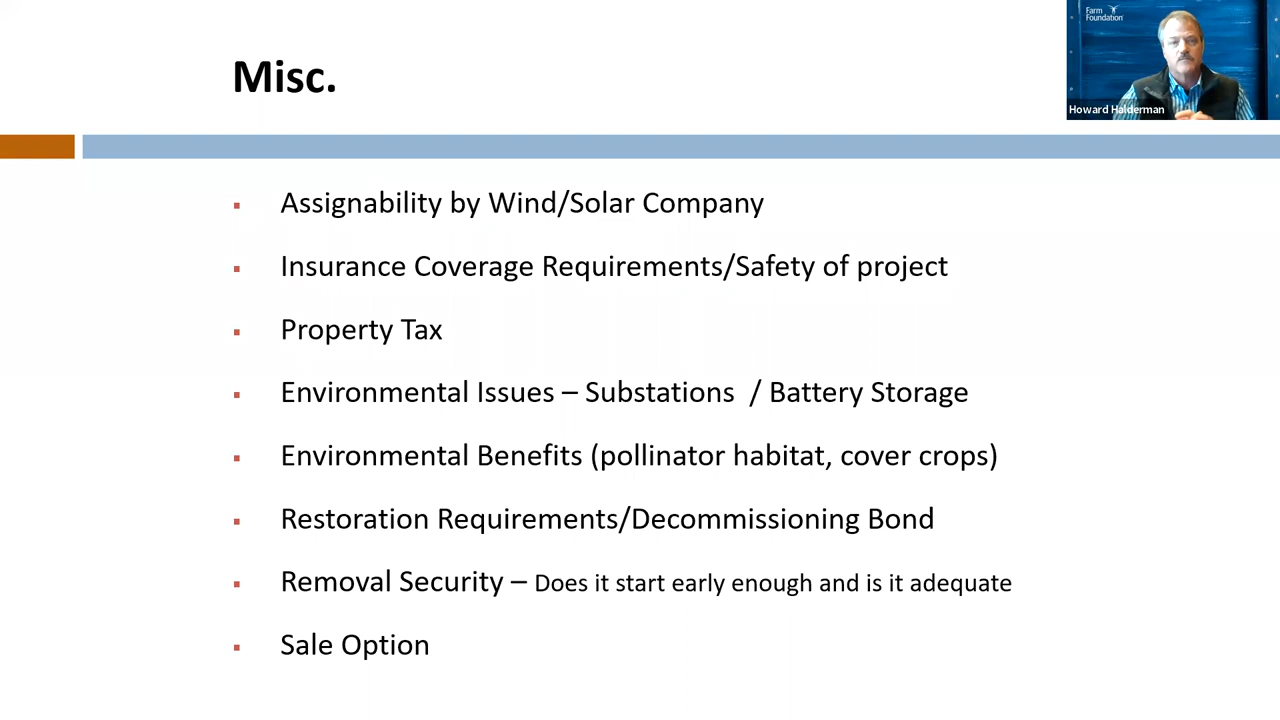 Misc.
Farm
Foundation
Howard Halderman
Assignability by Wind/Solar Company
Insurance Coverage Requirements/Safety of project
Property Tax
Environmental Issues – Substations / Battery Storage
Environmental Benefits (pollinator habitat, cover crops)
Restoration Requirements/Decommissioning Bond
Removal Security – Does it start early enough and is it adequate
Sale Option